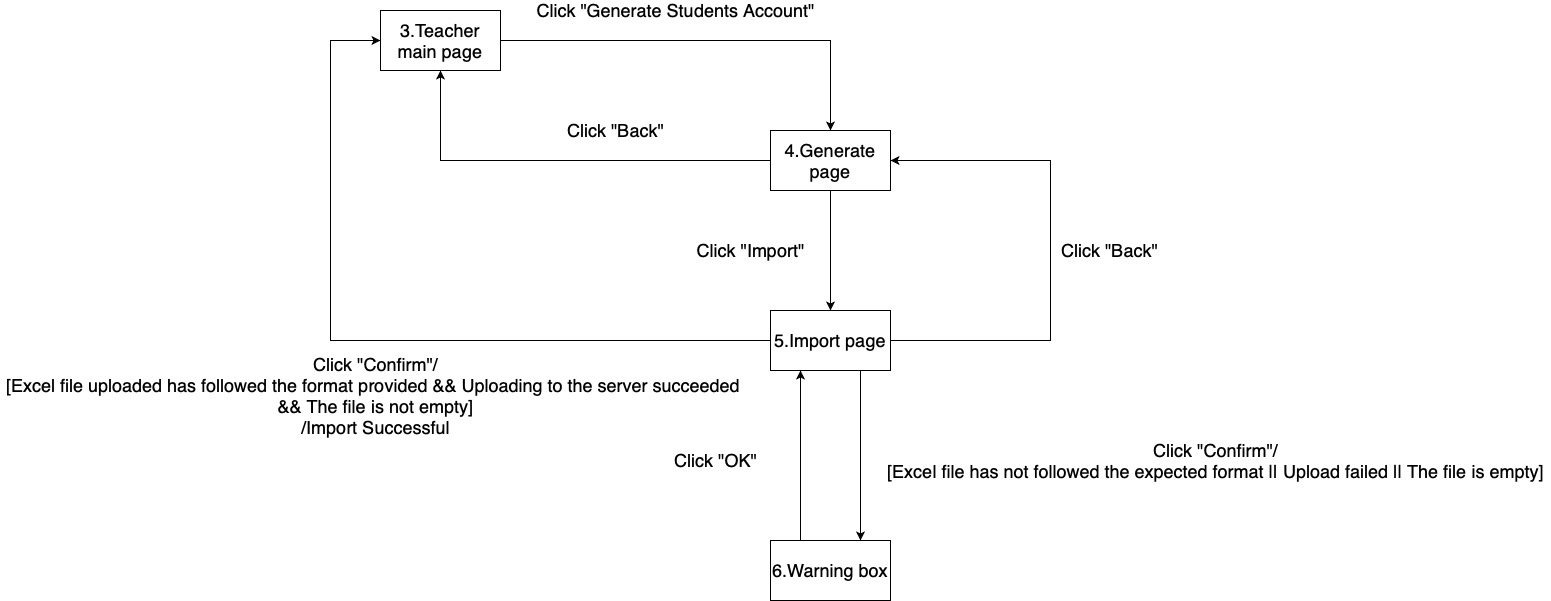 Click "Generate Students Account"
3.Teacher
main page
Click "Back"
4.Generate
page
Click "Import"
Click "Back"
5.Import page
Click "Confirm"/
[Excel file uploaded has followed the format provided && Uploading to the server succeeded
&& The file is not empty]
/Import Successful
Click "OK"
Click "Confirm"/
[Excel file has not followed the expected format || Upload failed || The file is empty]
6.Warning box